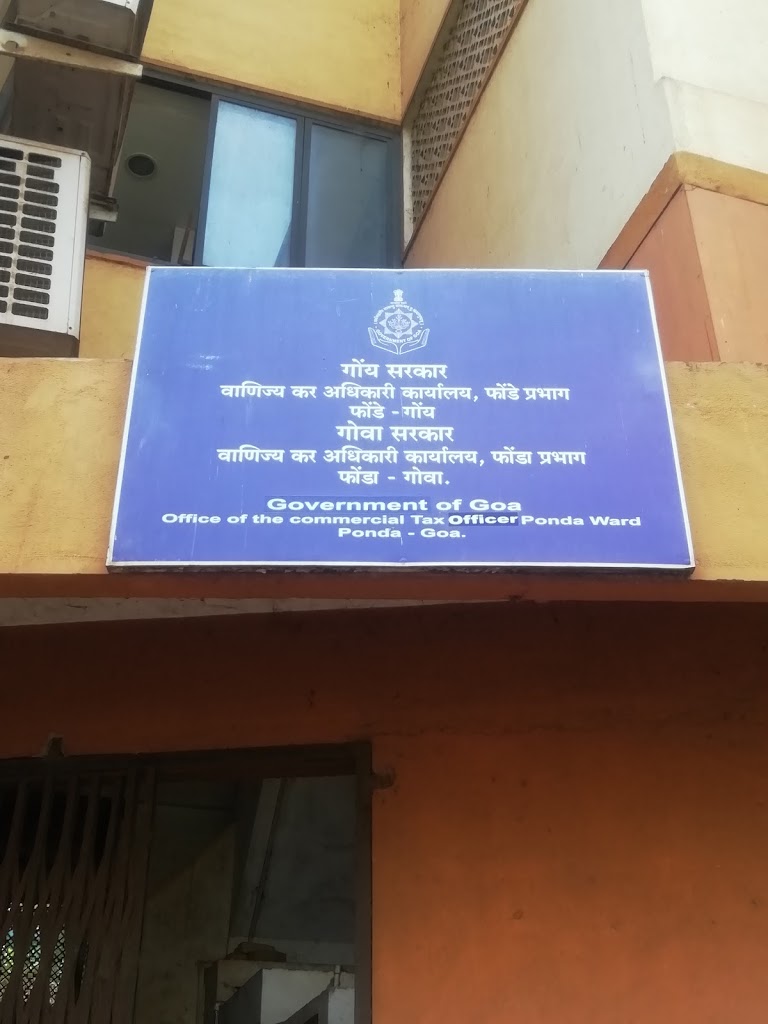 गोंय सरकार
वाणिज्य कर अधिकारी कार्यालय, फोंडे प्रभाग
फोंडे - गोंय
गोवा सरकार
वाणिज्य कर अधिकारी कार्यालय, फोंडा प्रभाग
फोंडा - गोवा.
Government of Goa
Office of the commercial Tax Officer Ponda Ward
Ponda - Goa.